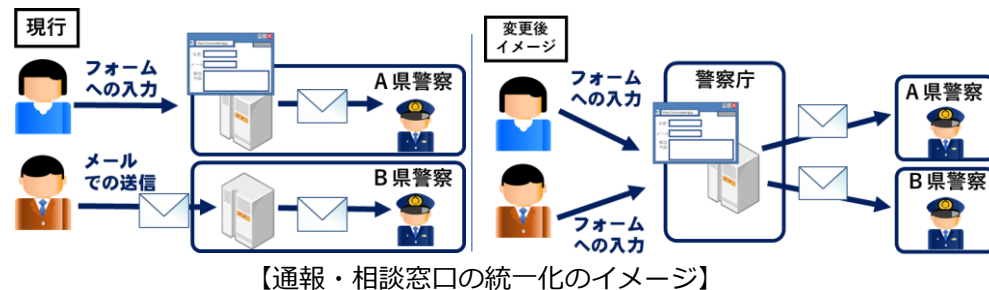 現行
フォーム
への入力
A県警察
メール
での送信
B県警察
変更後
イメージ
フォーム
への入力
フォーム
への入力
警察庁
A県警察
B県警察
【通報・相談窓口の統一化のイメージ】